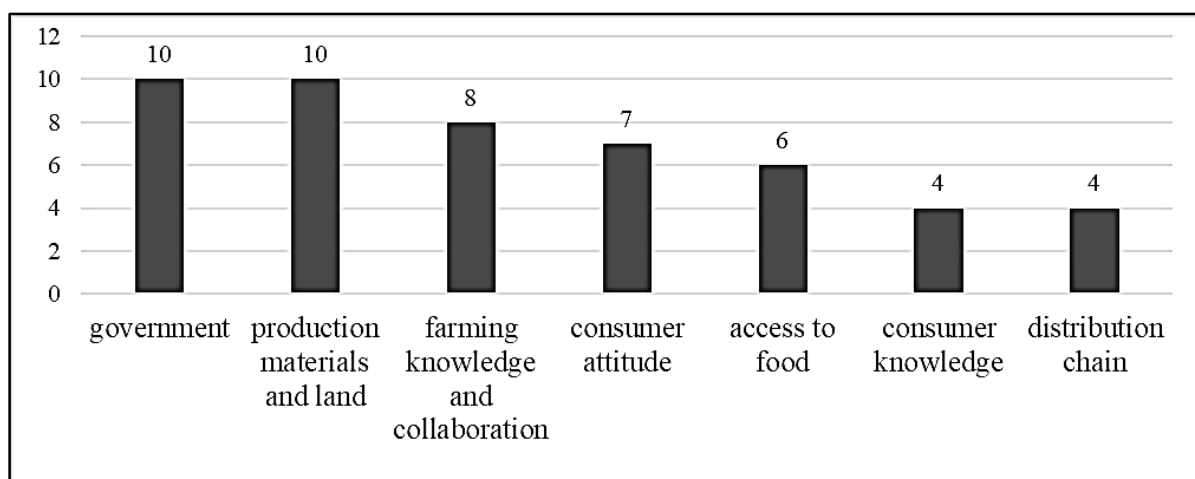 12
10
8
6
4
2
0
10
10
8
7
6
4
4
government
production
materials
and land
farming
knowledge
and
collaboration
consumer
attitude
access to
food
consumer
knowledge
distribution
chain